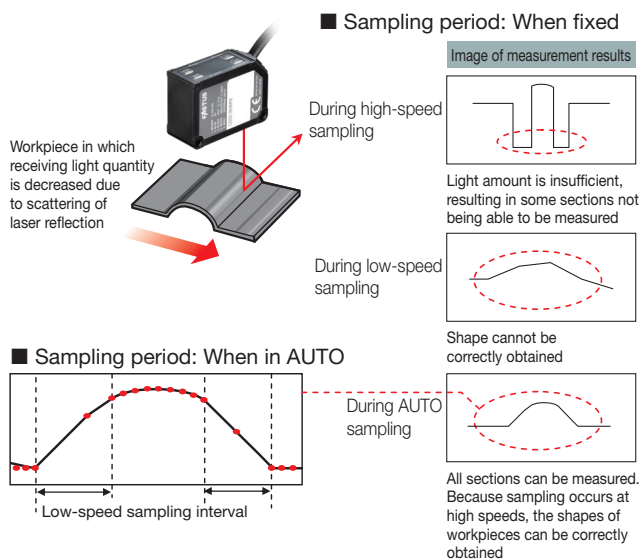 ■ Sampling period: When fixed
Image of measurement results
During high-speed
sampling
Workpiece in which
receiving light quantity
is decreased due
to scattering of
laser reflection
Light amount is insufficient,
resulting in some sections not
being able to be measured
During low-speed
sampling
Shape cannot be
correctly obtained
■ Sampling period: When in AUTO
During AUTO
sampling
Low-speed sampling interval
All sections can be measured.
Because sampling occurs at
high speeds, the shapes of
workpieces can be correctly
obtained